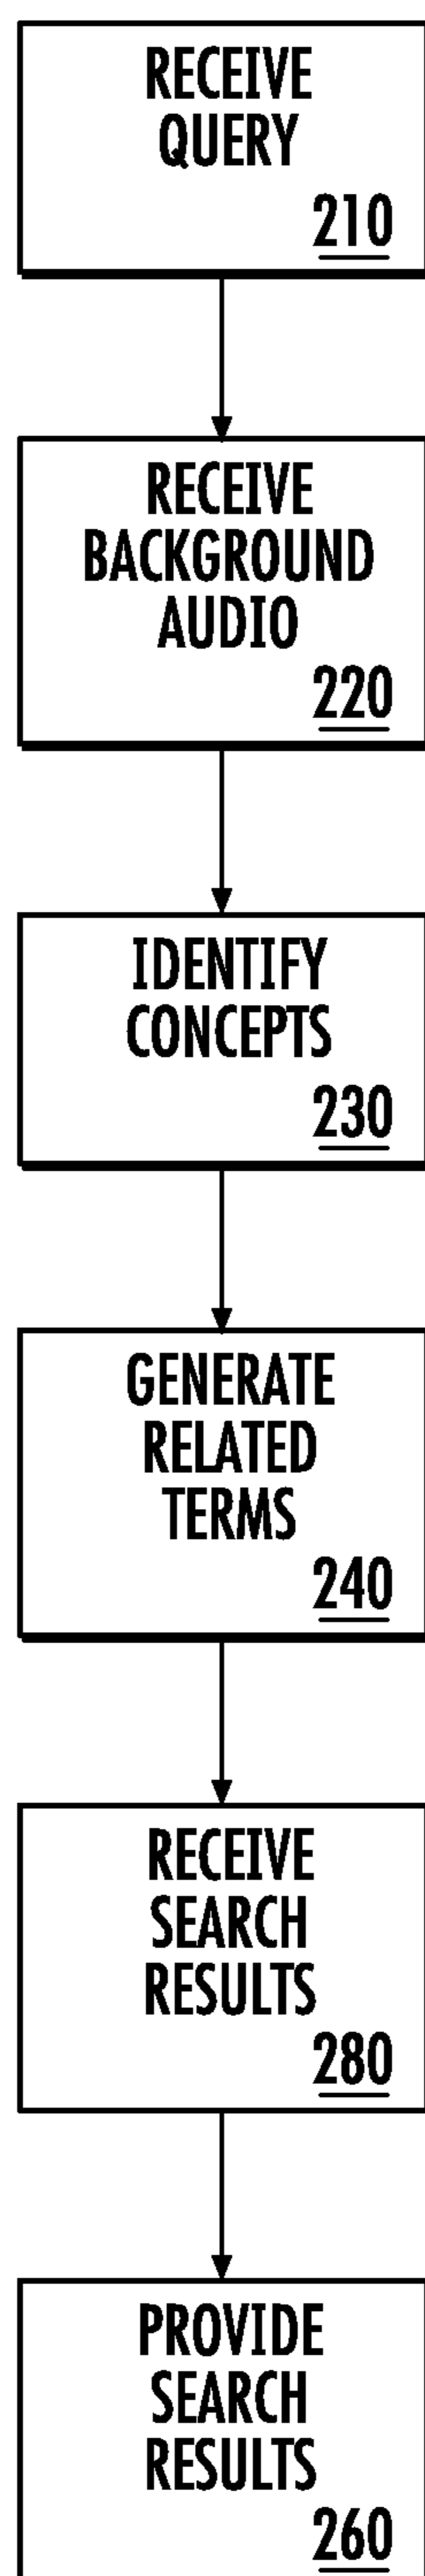 RECEIVE
QUERY
210
RECEIVE
BACKGROUND
AUDIO
220
IDENTIFY
CONCEPTS
230
GENERATE
RELATED
TERMS
240
RECEIVE
SEARCH
RESULTS
280
PROVIDE
SEARCH
RESULTS
260